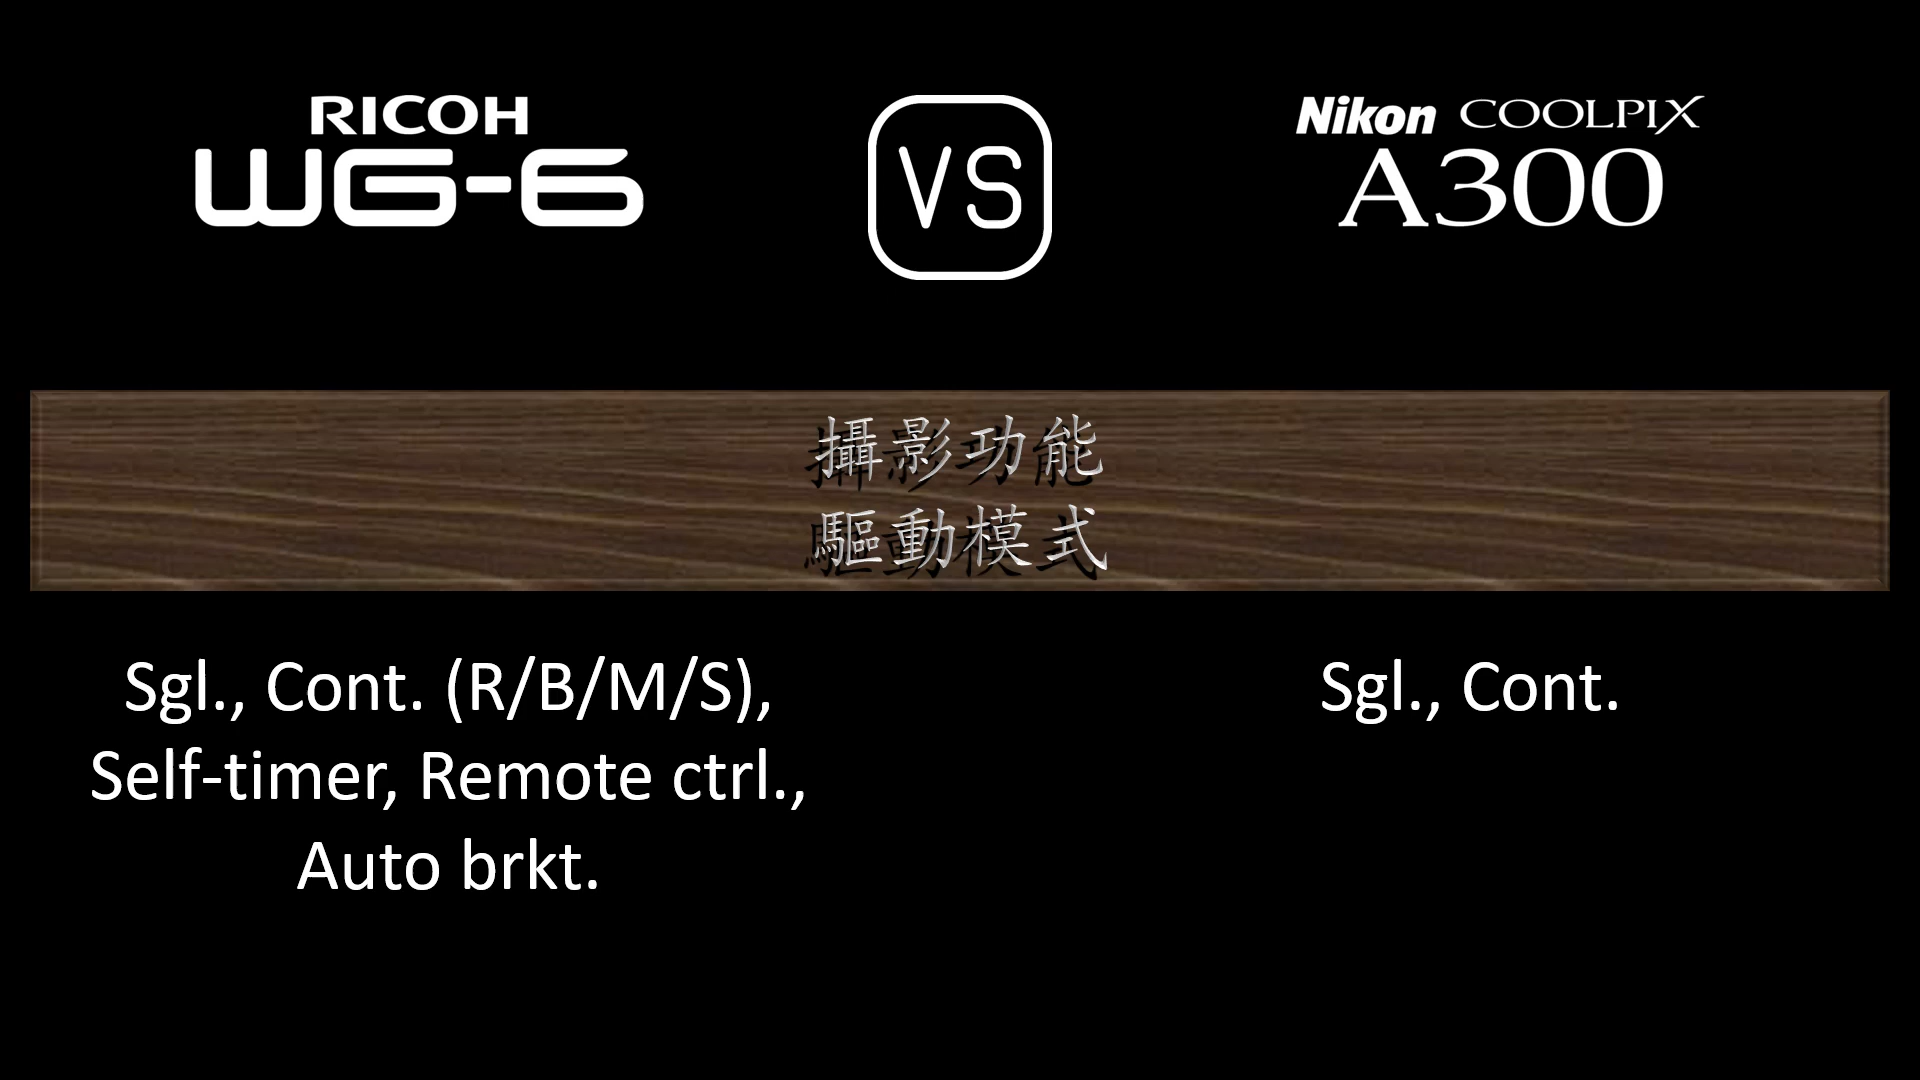 RICOH
WG-6
VS
Nikon COOLPIX
A300
攝影功能
驅動模式
Sgl., Cont. (R/B/M/S),
Self-timer, Remote ctrl.,
Auto brkt.
Sgl., Cont.